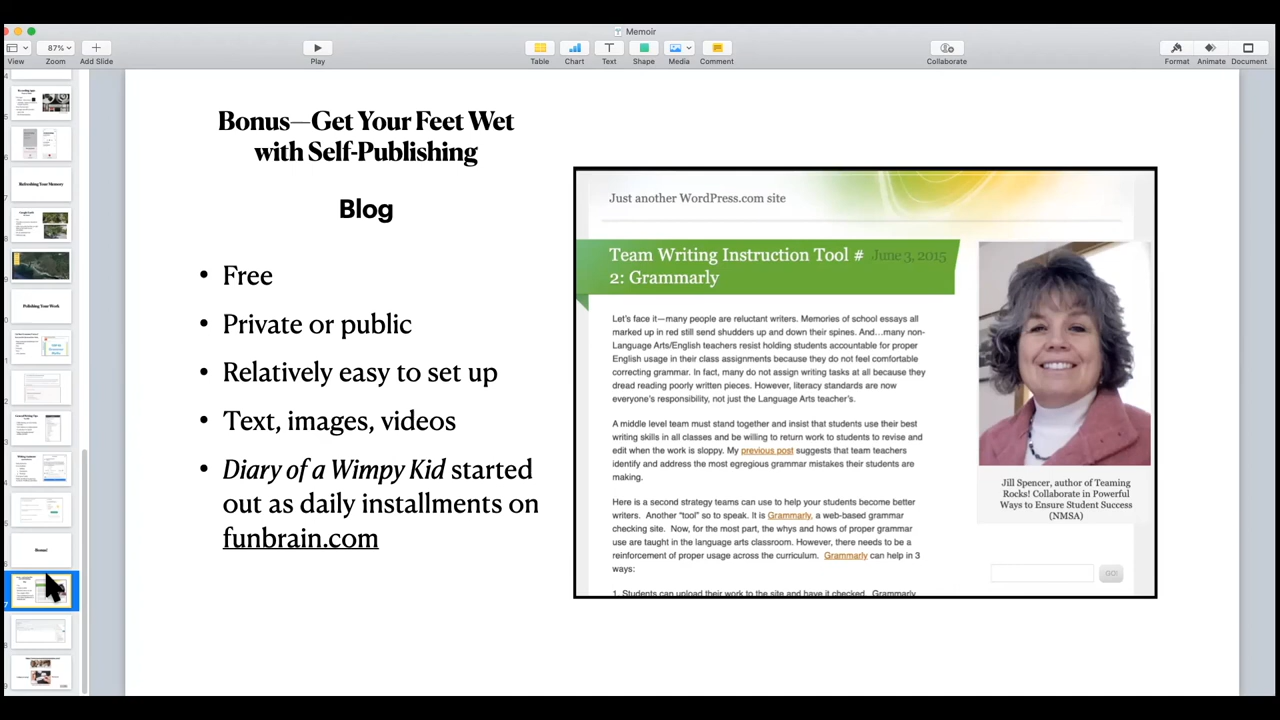 Memoir
View
87%
Zoom
Add Slide
Play
Table
Chart
Text
Shape
Media
Comment
Collaborate
Format
Animate
Document
Refreshing Your Memory
Polishing Your Work
Bonus!
Bonus—Get Your Feet Wet
with Self-Publishing
Blog
• Free
• Private or public
• Relatively easy to set up
• Text, images, videos
• Diary of a Wimpy Kid started
out as daily installments on
funbrain.com
Just another WordPress.com site
Team Writing Instruction Tool # June 3, 2015
2: Grammarly
Let's face it—many people are reluctant writers. Memories of school essays all
marked up in red still send shudders up and down their spines. And…many non-
Language Arts/English teachers resist holding students accountable for proper
English usage in their class assignments because they do not feel comfortable
correcting grammar. In fact, many do not assign writing tasks at all because they
dread reading poorly written pieces. However, literacy standards are now
everyone's responsibility, not just the Language Arts teacher's.
A middle level team must stand together and insist that students use their best
writing skills in all classes and be willing to return work to students to revise and
edit when the work is sloppy. My previous post suggests that team teachers
identify and address the most egregious grammar mistakes their students are
making.
Here is a second strategy teams can use to help your students become better
writers. Another "tool" so to speak. It is Grammarly, a web-based grammar
checking site. Now, for the most part, the whys and hows of proper grammar
use are taught in the language arts classroom. However, there needs to be a
reinforcement of proper usage across the curriculum. Grammarly can help in 3
ways:
1. Students can upload their work to the site and have it checked. Grammarly
Jill Spencer, author of Teaming
Rocks! Collaborate in Powerful
Ways to Ensure Student Success
(NMSA)
GO!